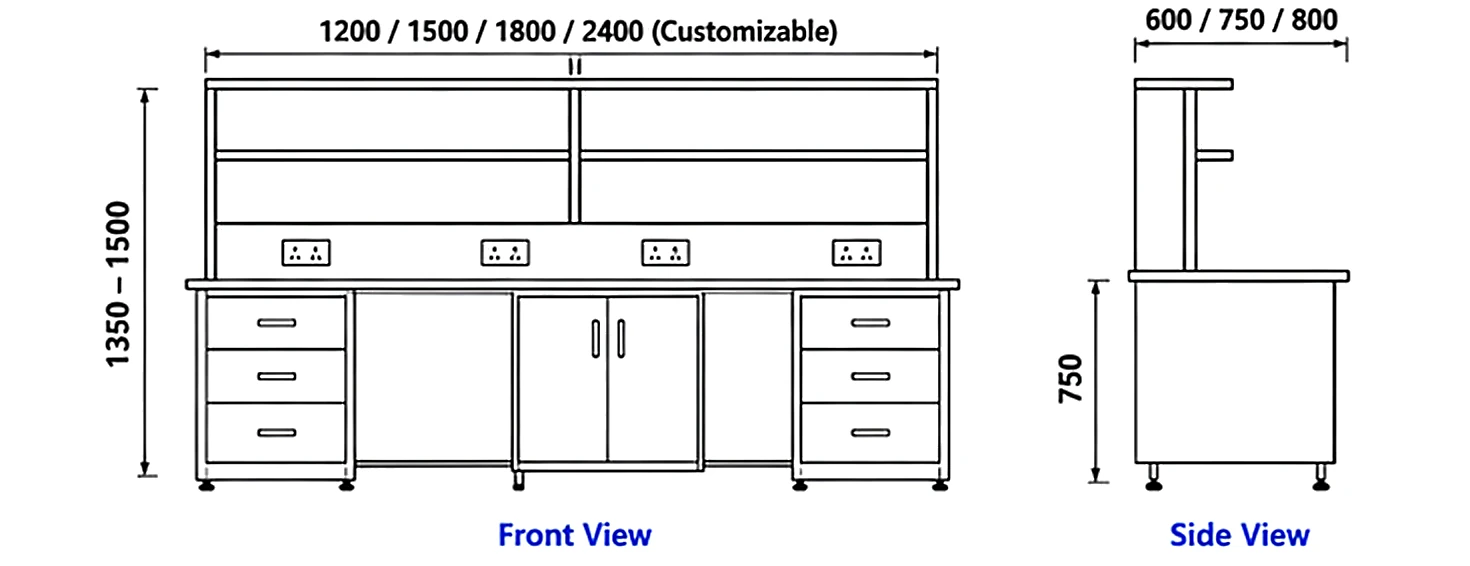 1200 / 1500 / 1800 / 2400 (Customizable)
600 / 750 / 800
1350 – 1500
750
Front View
Side View